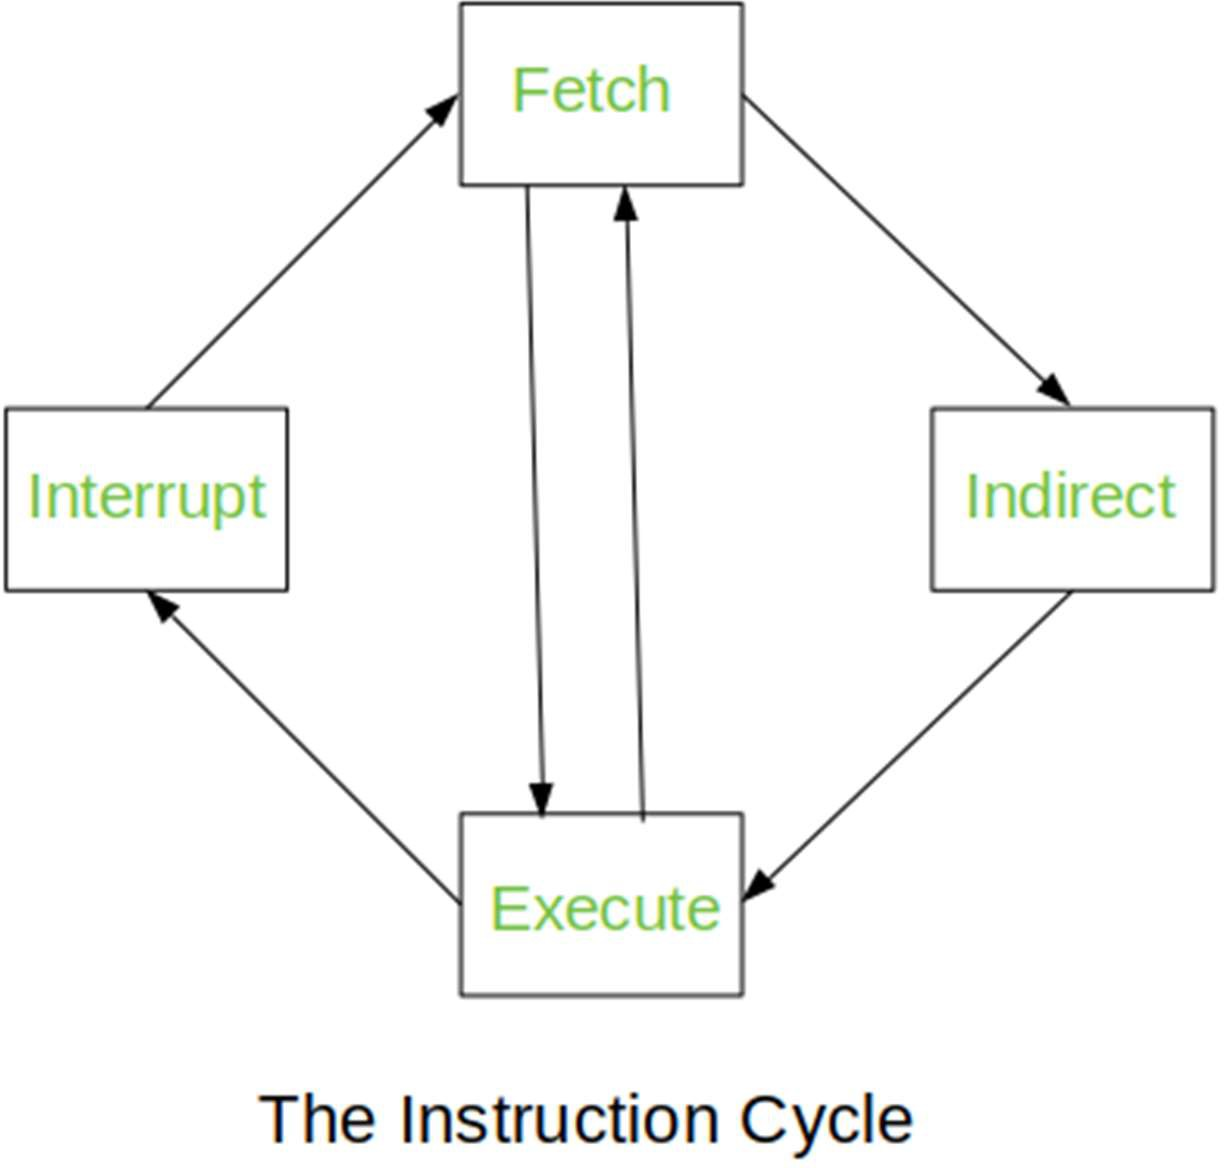 Fetch
Interrupt
Indirect
Execute
The Instruction Cycle